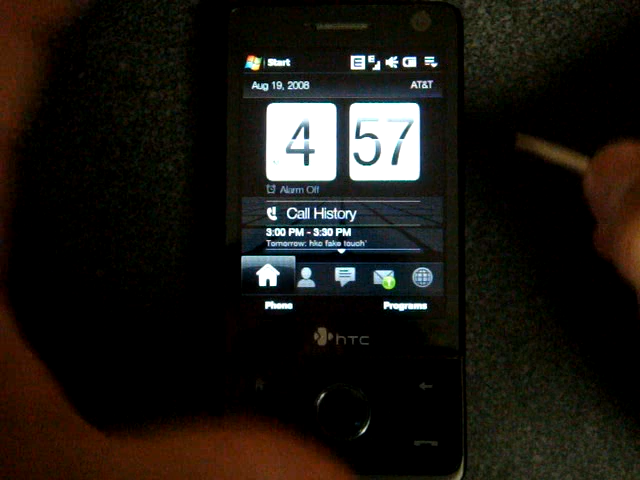 Start
E
Aug 19, 2008 AT&T
4 57
Alarm Off
Call History
3:00 PM - 3:30 PM
Tomorrow: hkc fake touch'
Phone Programs
hTC